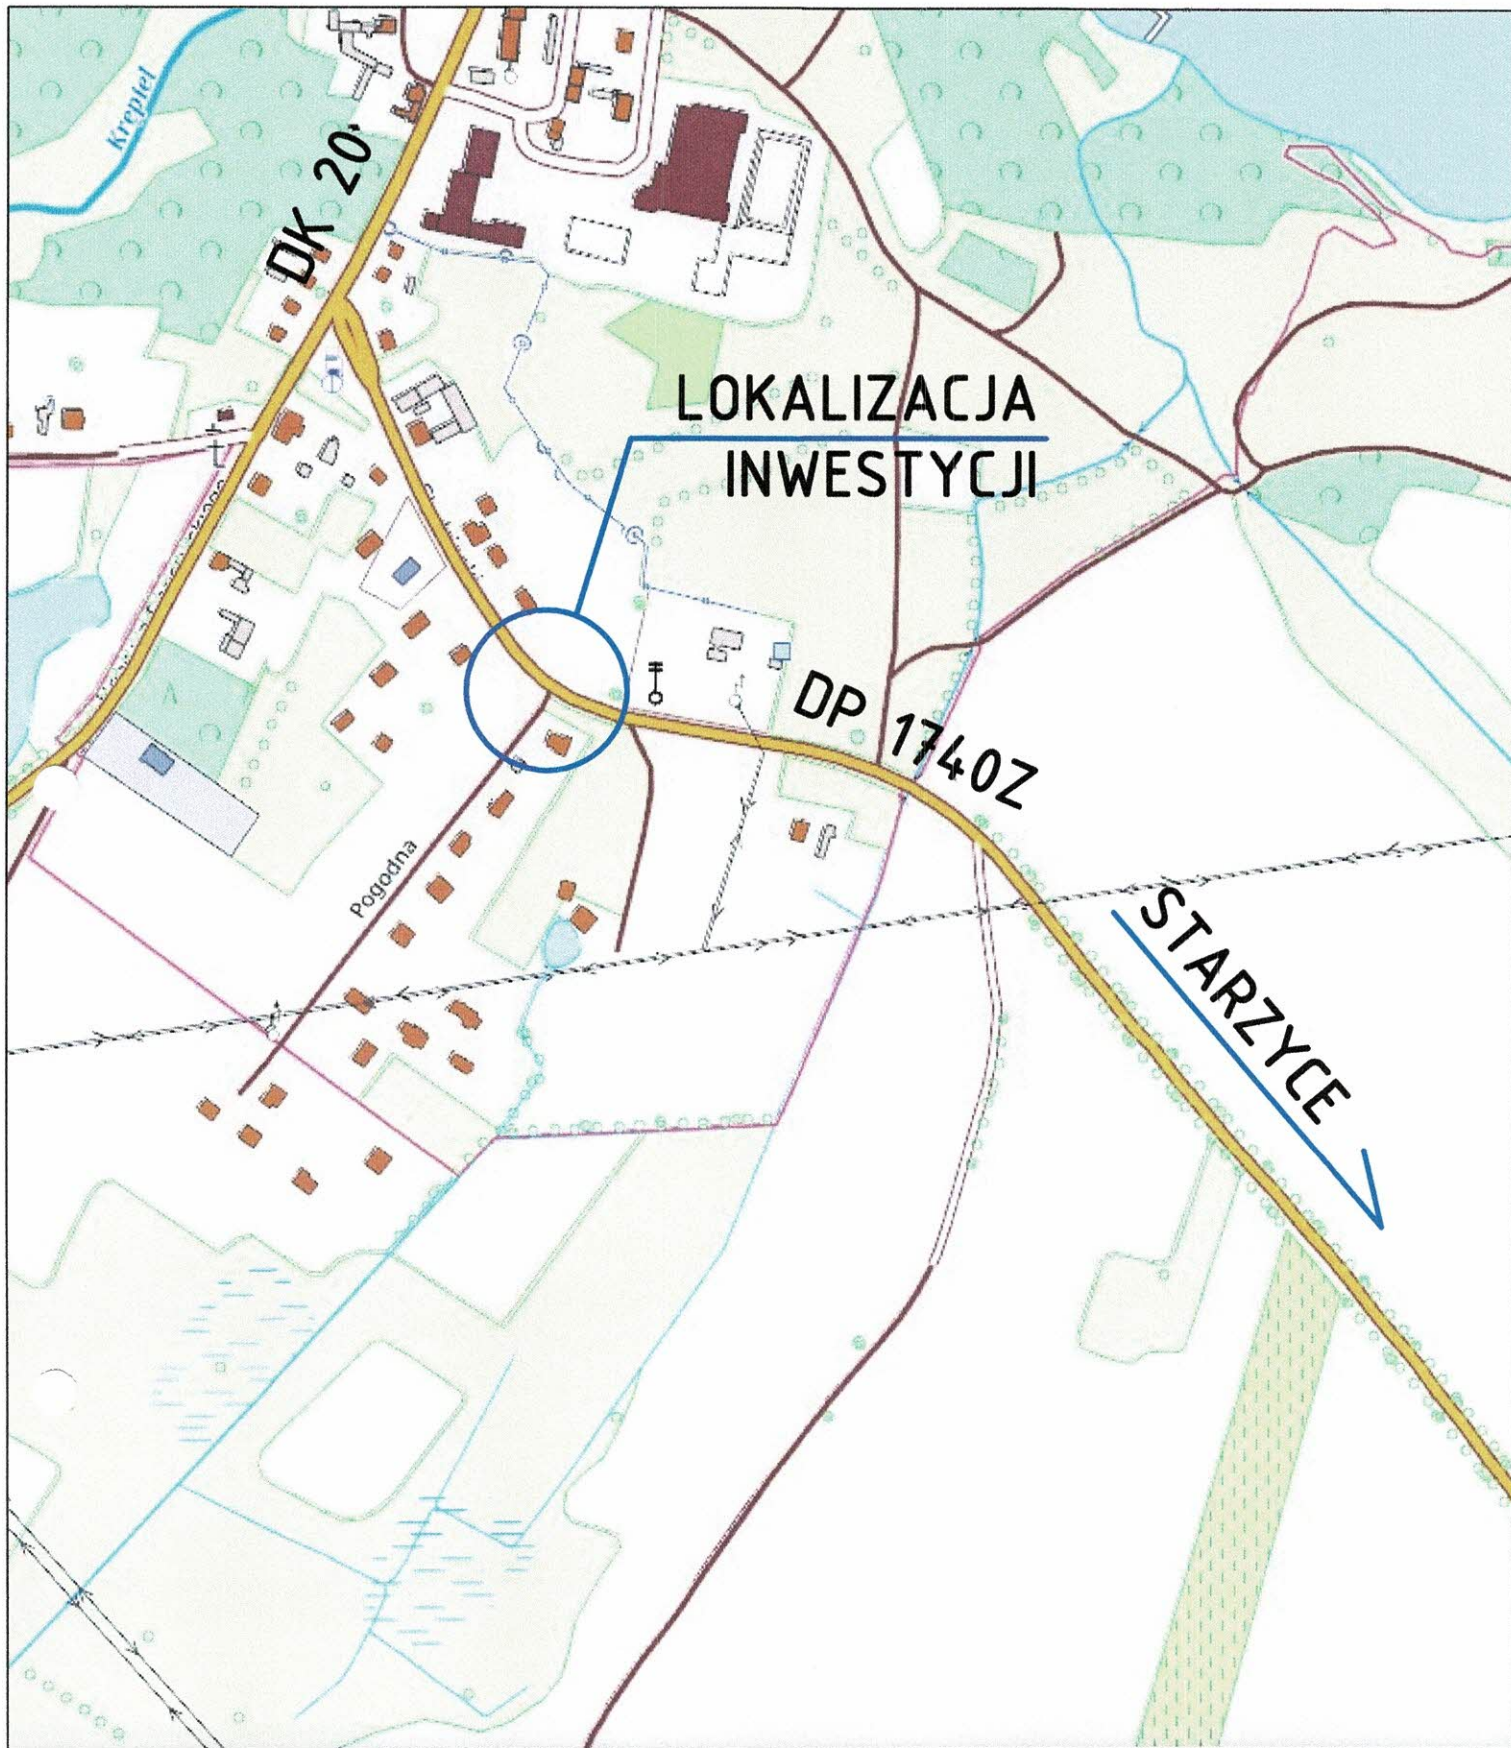 Krępiel
DK 20
LOKALIZACJA
INWESTYCJI
DP 1740Z
Pogodna
STARZYCE